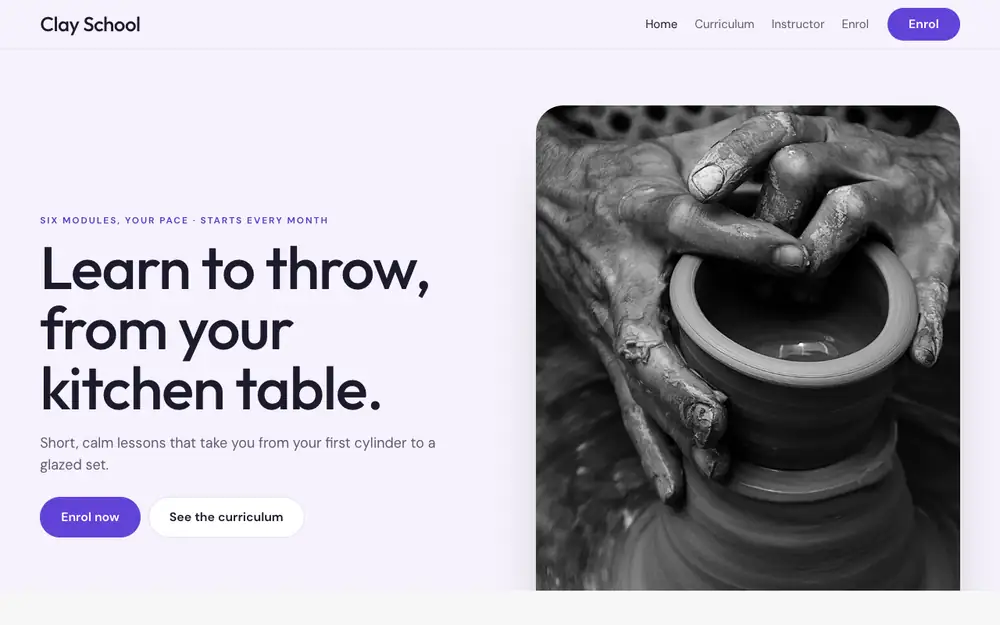 Clay School
Home
Curriculum
Instructor
Enrol
Enrol
SIX MODULES, YOUR PACE · STARTS EVERY MONTH
Learn to throw,
from your
kitchen table.
Short, calm lessons that take you from your first cylinder to a
glazed set.
Enrol now
See the curriculum